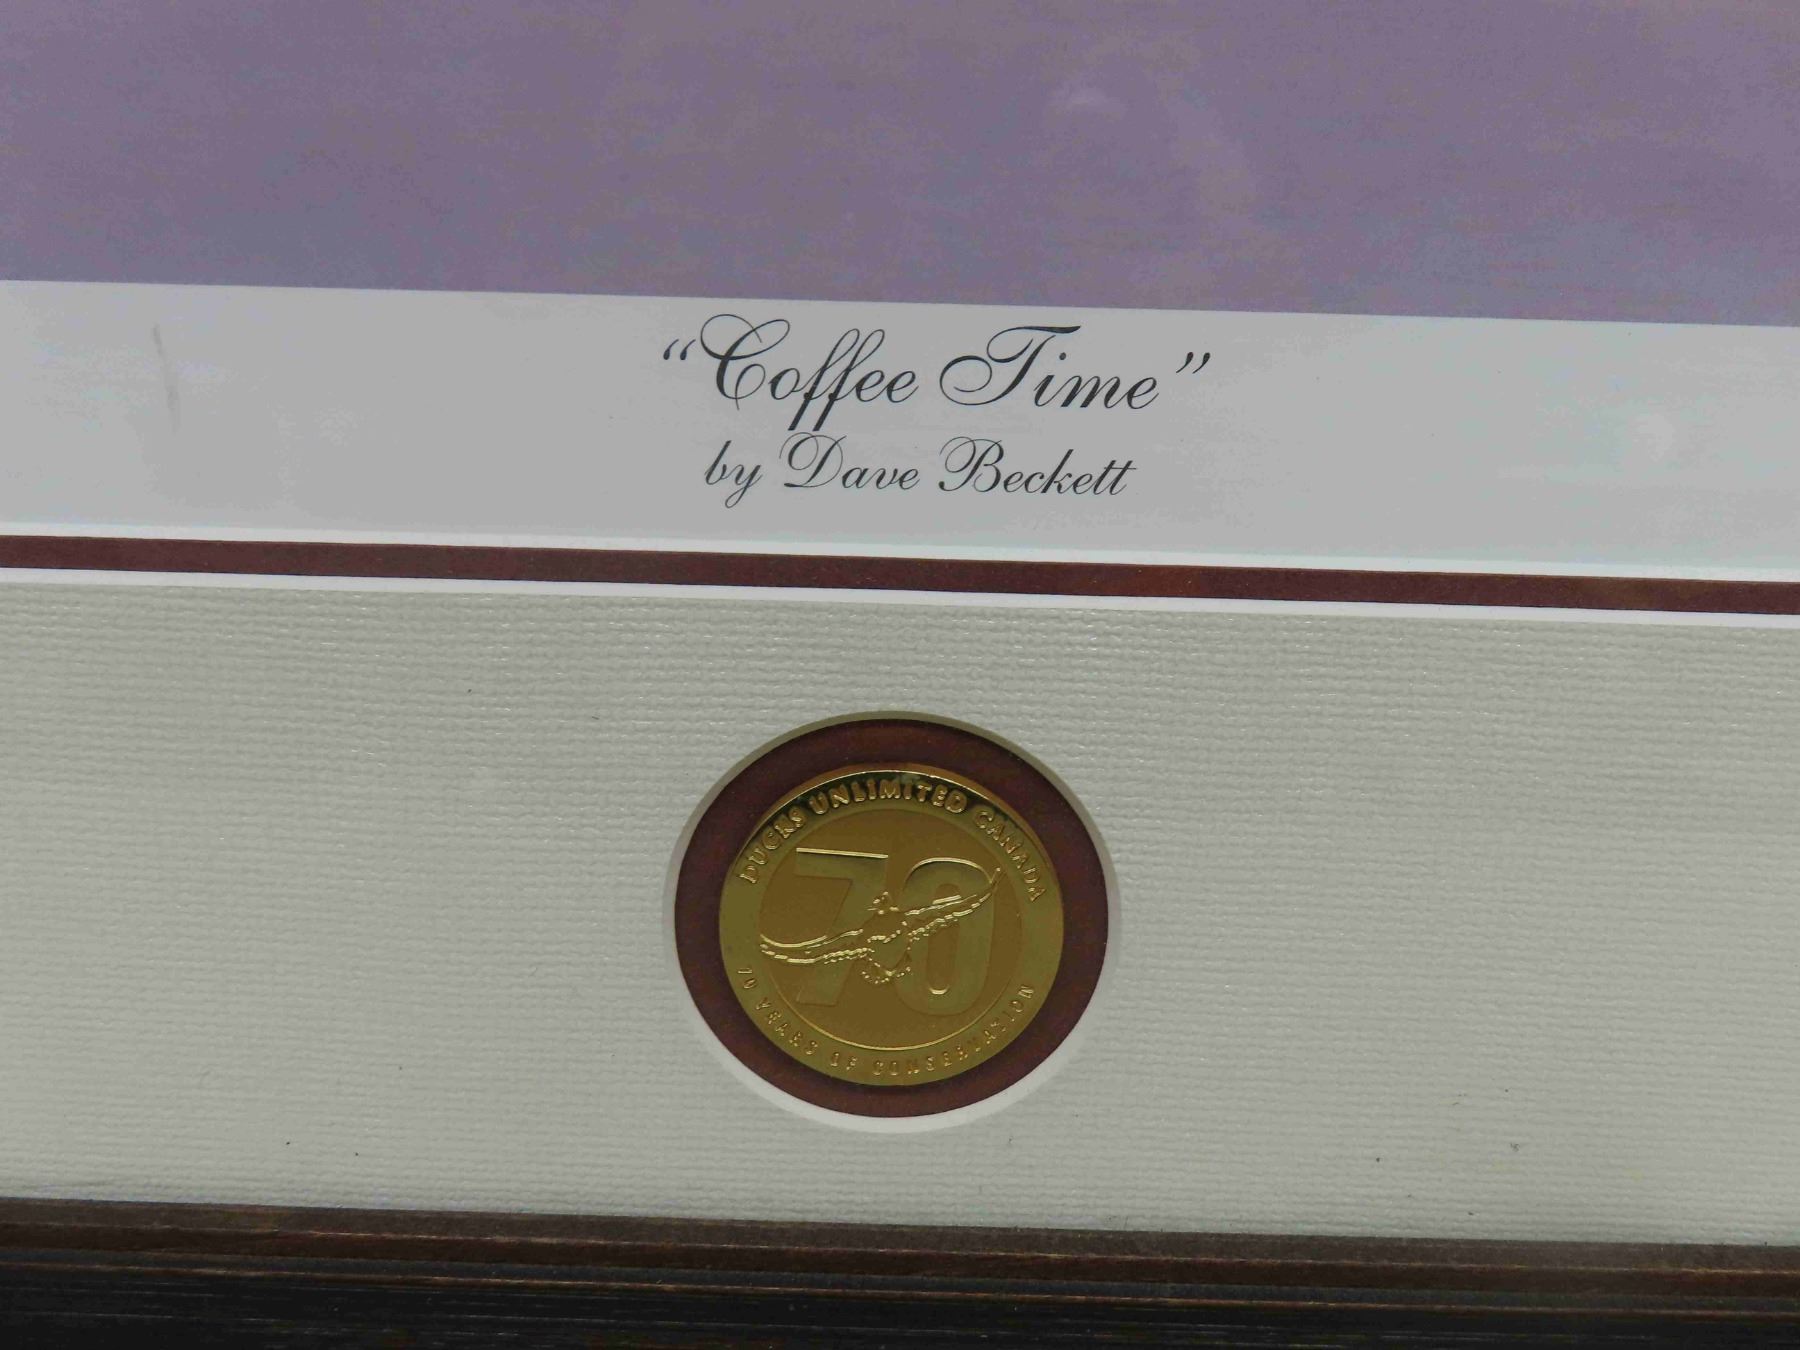 “Coffee Time”
by Dave Beckett
DUCKS UNLIMITED CANADA
70
70 YEARS OF CONSERVATION